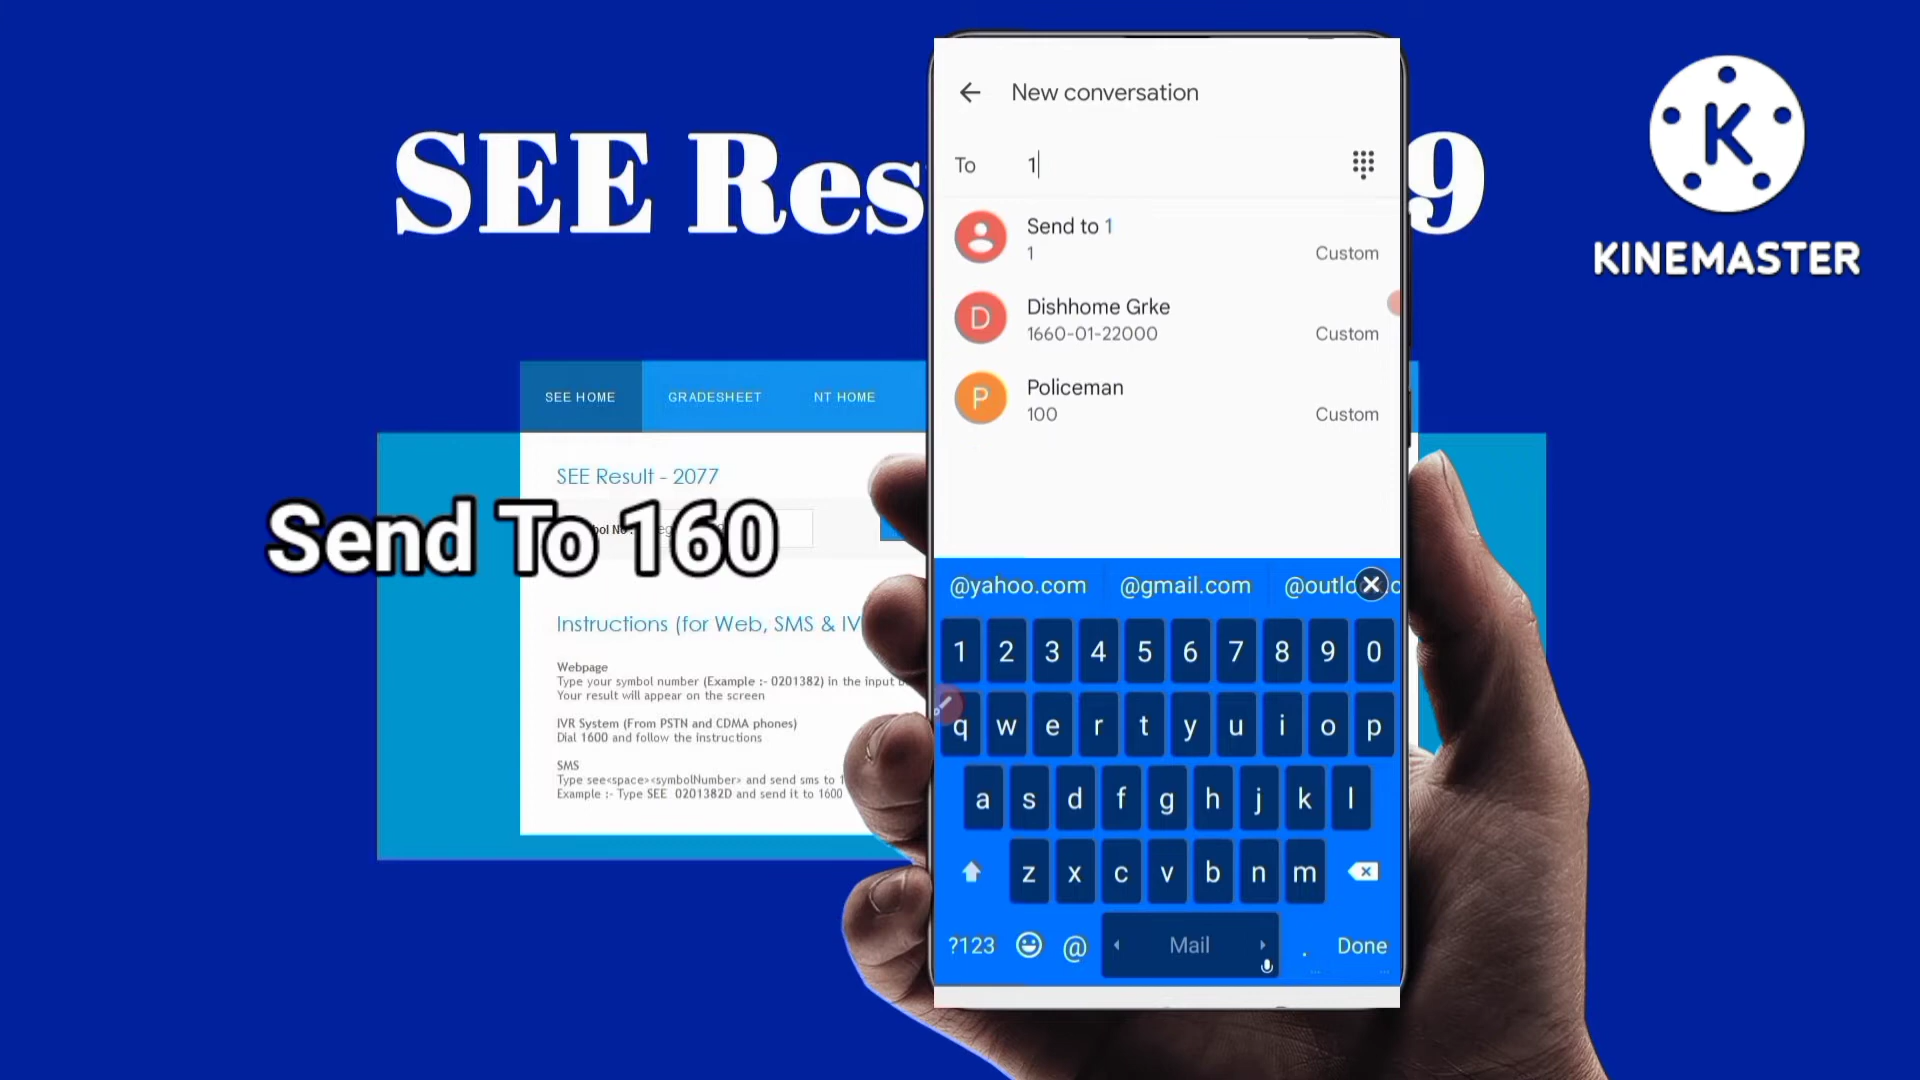 SEE Res
9
KINEMASTER
New conversation
To 1
Send to 1
1 Custom
Dishhome Grke
1660-01-22000 Custom
Policeman
100 Custom
SEE HOME GRADESHEET NT HOME
SEE Result - 2077
bol No
Send To 160
Instructions (for Web, SMS & IV
Webpage
Type your symbol number (Example :- 0201382) in the input
Your result will appear on the screen
IVR System (From PSTN and CDMA phones)
Dial 1600 and follow the instructions
SMS
Type see<space><symbolNumber> and send sms to 1
Example :- Type SEE 0201382D and send it to 1600
@yahoo.com @gmail.com @outlo
1 2 3 4 5 6 7 8 9 0
q w e r t y u i o p
a s d f g h j k l
z x c v b n m
?123 @ Mail . Done